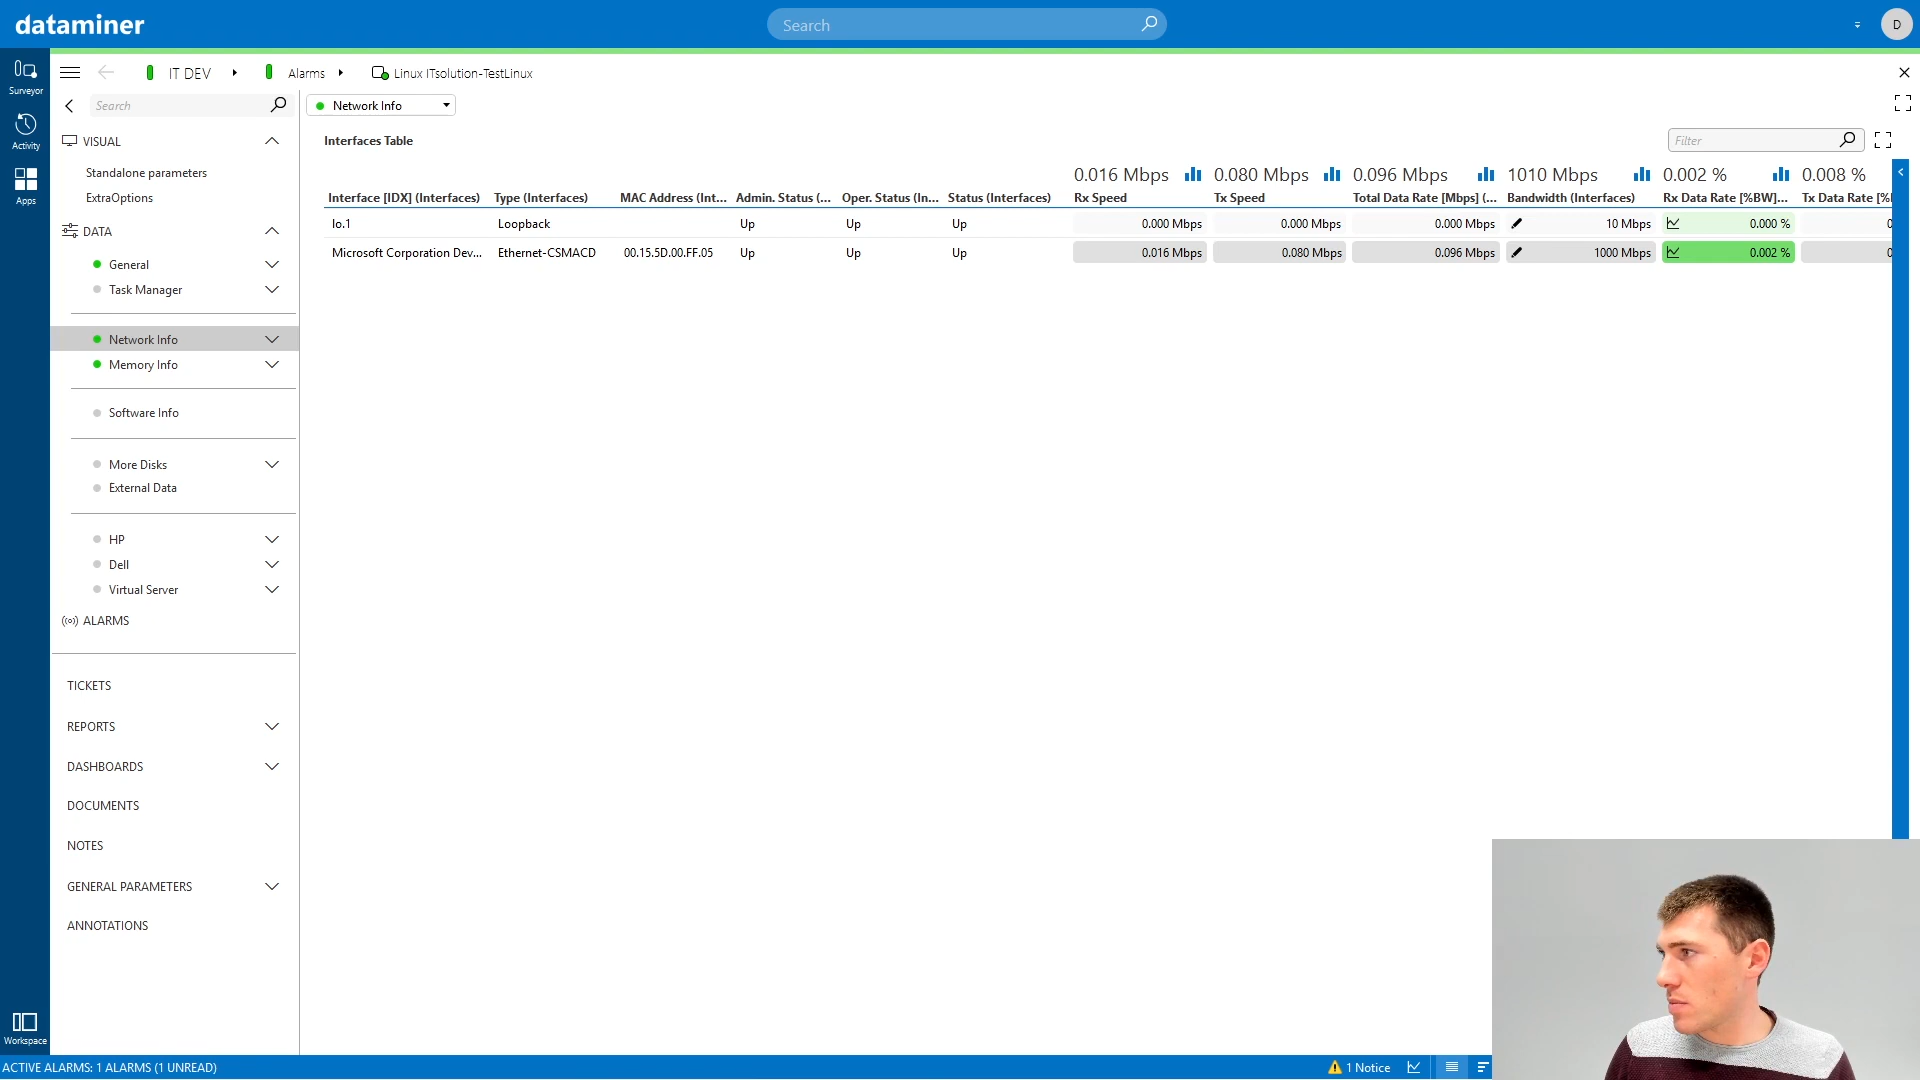 dataminer
Search
D
Surveyor
Activity
Apps
Workspace
IT DEV
Alarms
Linux ITsolution-TestLinux
Search
VISUAL
Standalone parameters
ExtraOptions
DATA
General
Task Manager
Network Info
Memory Info
Software Info
More Disks
External Data
HP
Dell
Virtual Server
ALARMS
TICKETS
REPORTS
DASHBOARDS
DOCUMENTS
NOTES
GENERAL PARAMETERS
ANNOTATIONS
Network Info
Interfaces Table
Filter
0.016 Mbps 0.080 Mbps 0.096 Mbps 1010 Mbps 0.002 % 0.008 %
Interface [IDX] (Interfaces) Type (Interfaces) MAC Address (Int... Admin. Status (... Oper. Status (In... Status (Interfaces) Rx Speed Tx Speed Total Data Rate [Mbps] (... Bandwidth (Interfaces) Rx Data Rate [%BW]... Tx Data Rate [%
lo.1 Loopback Up Up Up 0.000 Mbps 0.000 Mbps 0.000 Mbps 10 Mbps 0.000 % 0
Microsoft Corporation Dev... Ethernet-CSMACD 00.15.5D.00.FF.05 Up Up Up 0.016 Mbps 0.080 Mbps 0.096 Mbps 1000 Mbps 0.002 % 0
ACTIVE ALARMS: 1 ALARMS (1 UNREAD)
1 Notice